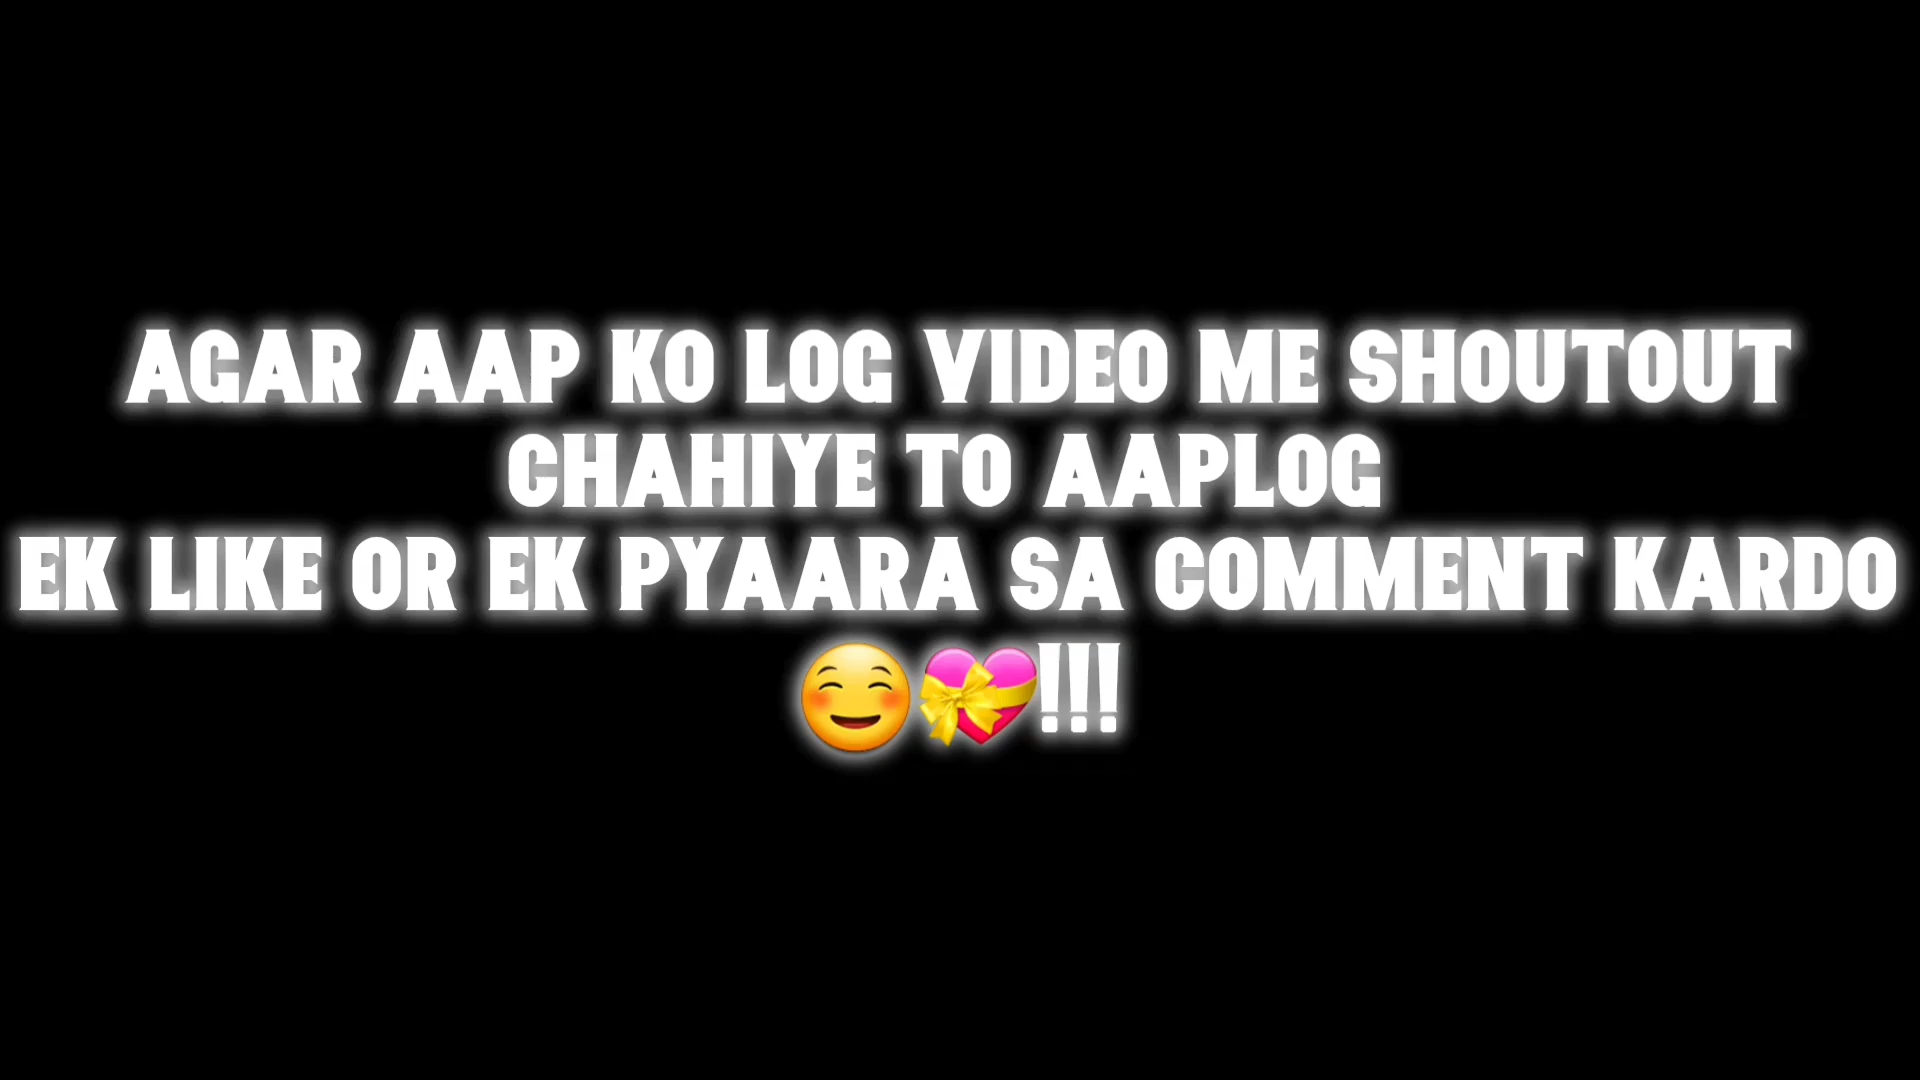 AGAR AAP KO LOG VIDEO ME SHOUTOUT
CHAHIYE TO AAPLOG
EK LIKE OR EK PYAARA SA COMMENT KARDO
😊💝!!!